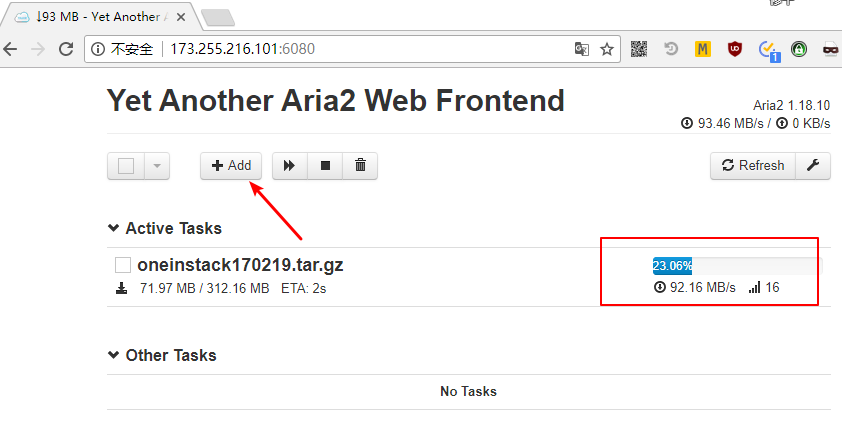 ↓93 MB - Yet Another A
不安全 173.255.216.101:6080
M
1
Yet Another Aria2 Web Frontend
Aria2 1.18.10
93.46 MB/s / 0 KB/s
Add
Refresh
Active Tasks
oneinstack170219.tar.gz
23.06%
71.97 MB / 312.16 MB ETA: 2s
92.16 MB/s 16
Other Tasks
No Tasks